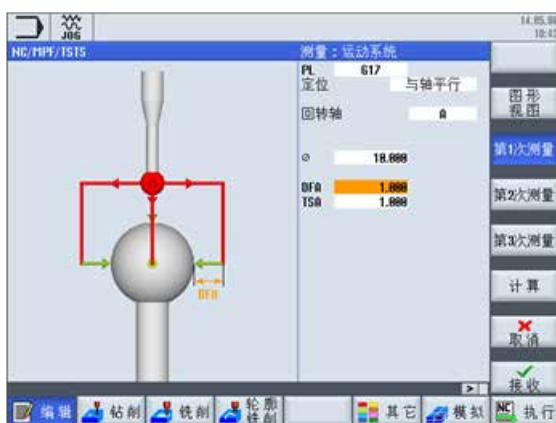 JOG
10:43
NC/MPF/TSTS
测量：运动系统
PL G17
定位 与轴平行
回转轴 A
⌀ 10.000
DFA 1.000
TSA 1.000
DFA
图形视图
第1次测量
第2次测量
第3次测量
计算
取消
接收
编辑
钻削
铣削
轮廓铣削
其它
模拟
NC 执行